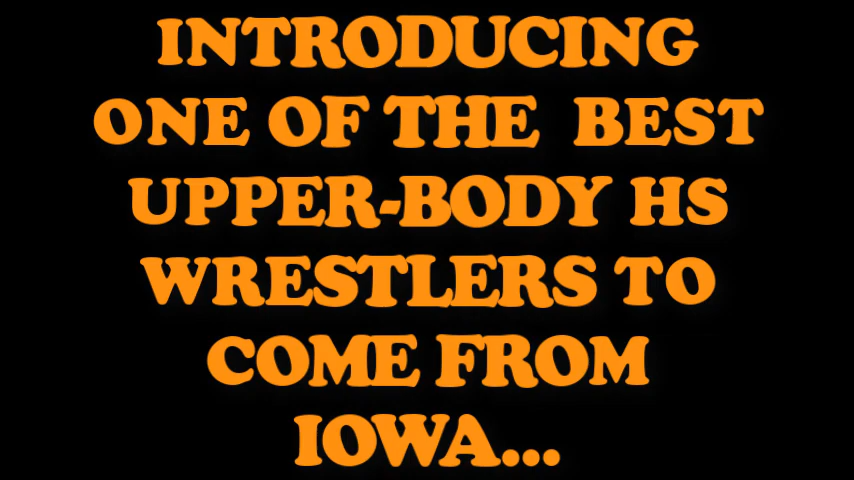 INTRODUCING
ONE OF THE BEST
UPPER-BODY HS
WRESTLERS TO
COME FROM
IOWA...